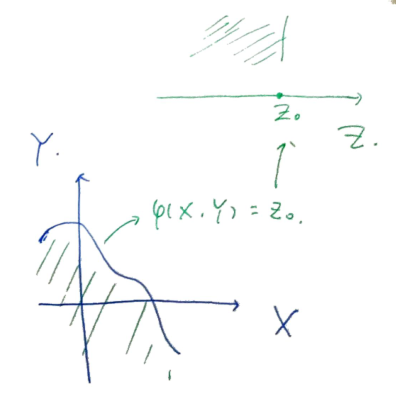 Z₀
Z.
Y.
φ(X, Y) = Z₀.
X